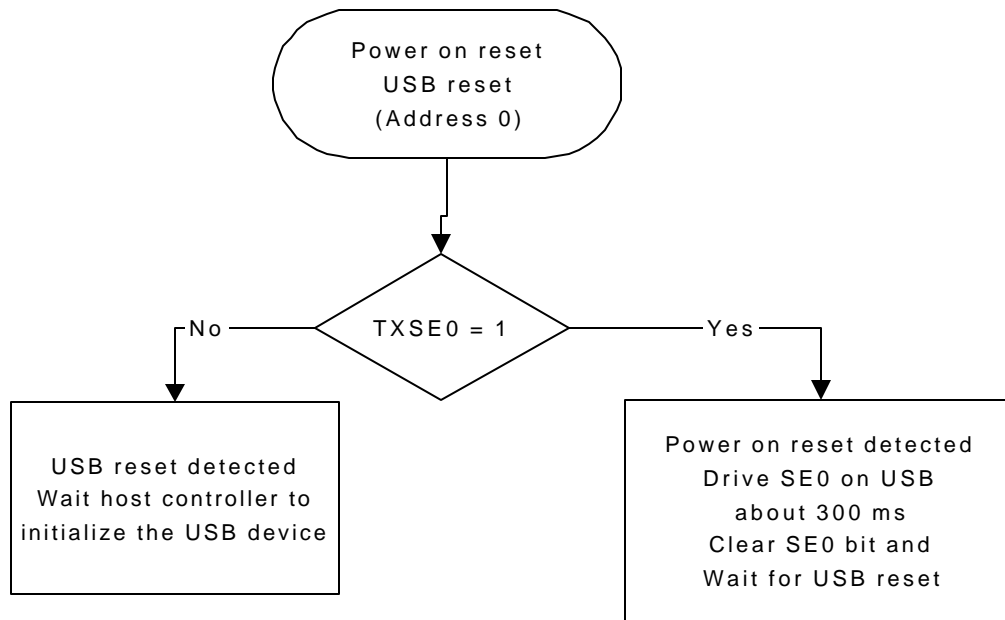 Power on reset
USB reset
(Address 0)
TXSE0 = 1
No
Yes
USB reset detected
Wait host controller to
initialize the USB device
Power on reset detected
Drive SE0 on USB
about 300 ms
Clear SE0 bit and
Wait for USB reset